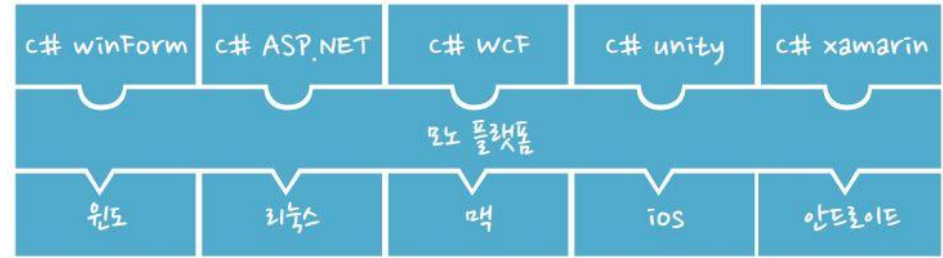 C# winForm C# ASP.NET C# WCF C# unity C# xamarin
모노 플랫폼
윈도 리눅스 맥 ios 안드로이드